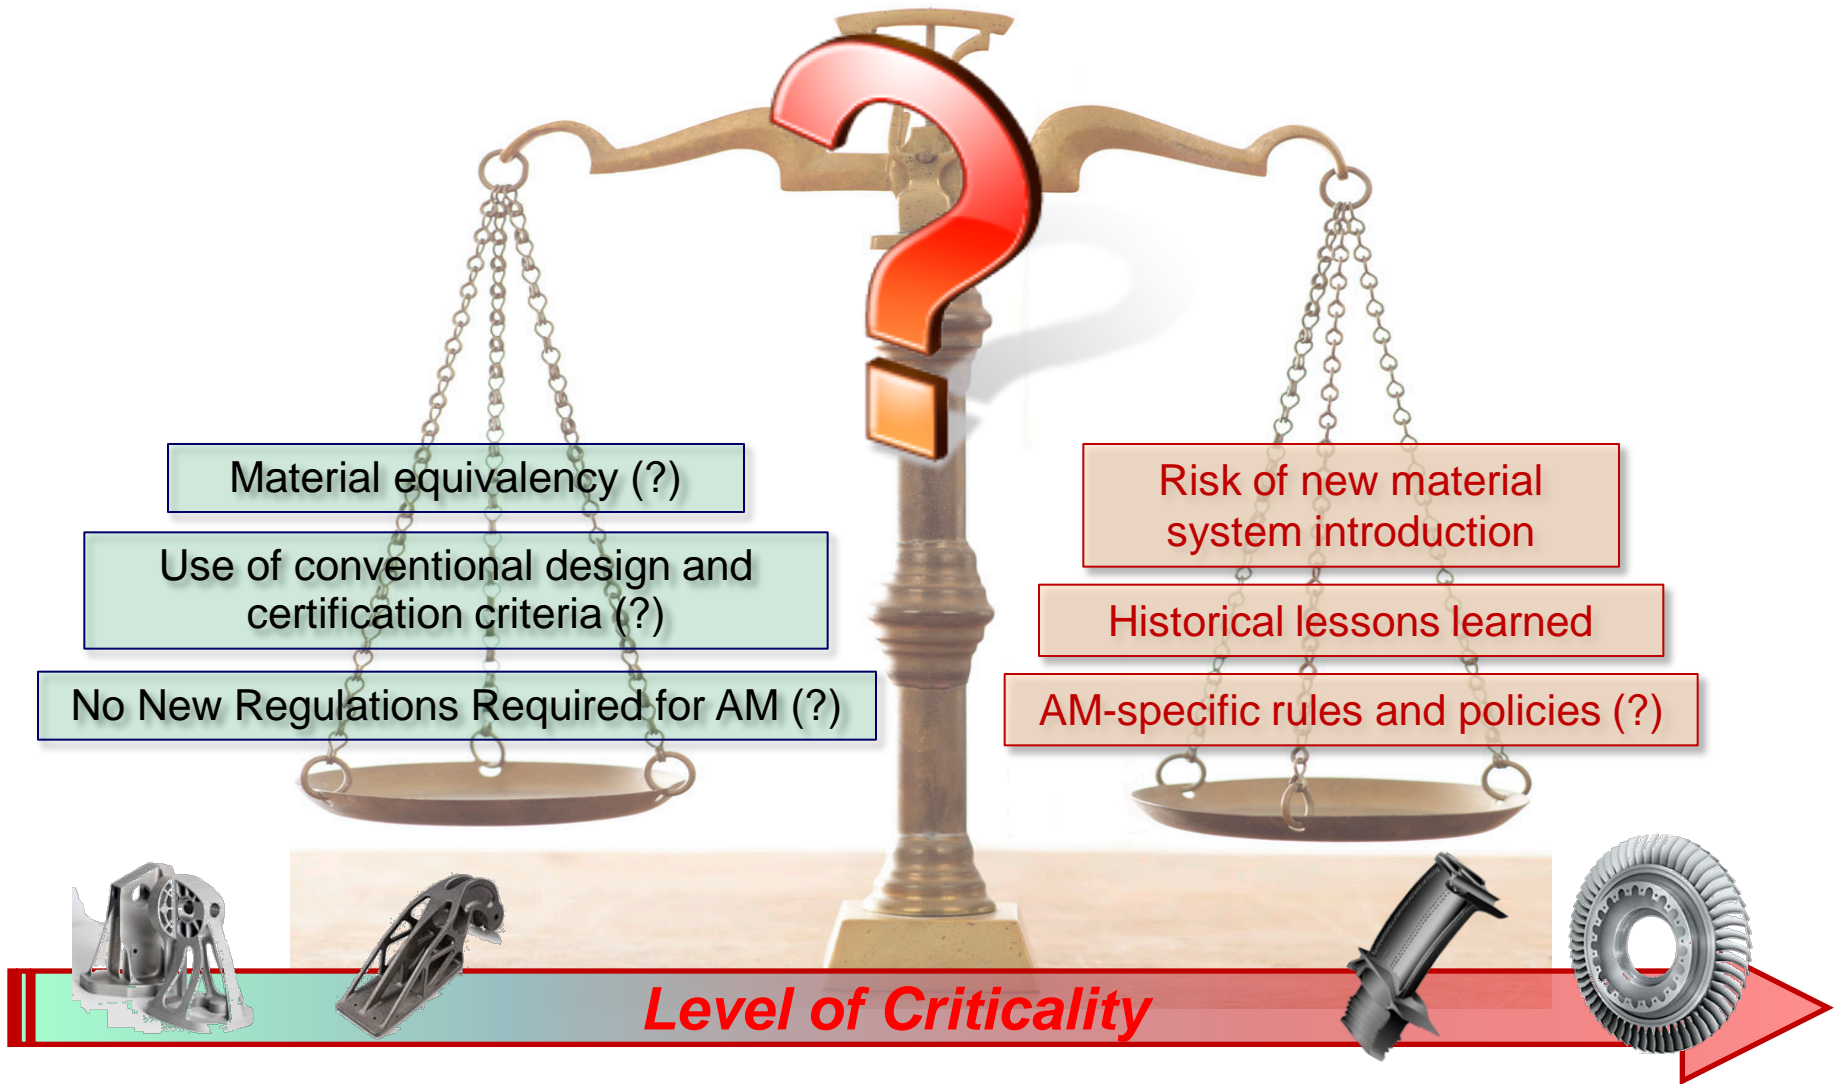 Material equivalency (?)
Use of conventional design and
certification criteria (?)
No New Regulations Required for AM (?)
Risk of new material
system introduction
Historical lessons learned
AM-specific rules and policies (?)
Level of Criticality